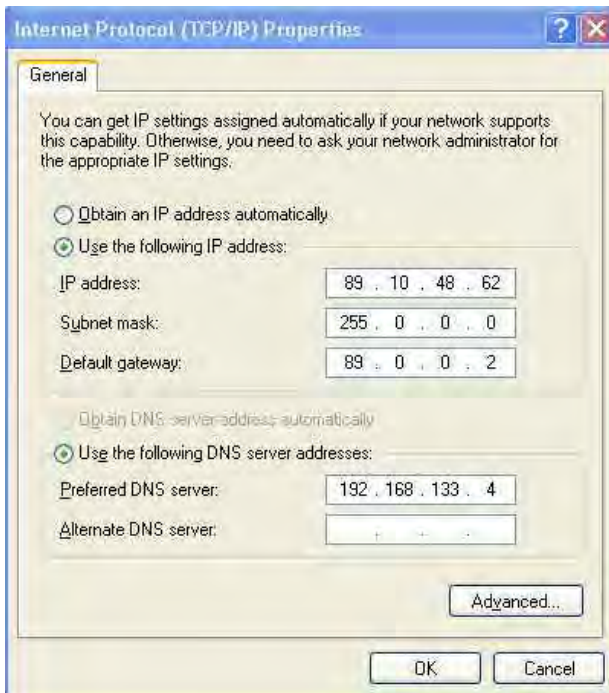 Internet Protocol (TCP/IP) Properties
General
You can get IP settings assigned automatically if your network supports
this capability. Otherwise, you need to ask your network administrator for
the appropriate IP settings.
Obtain an IP address automatically
Use the following IP address:
IP address: 89 . 10 . 48 . 62
Subnet mask: 255 . 0 . 0 . 0
Default gateway: 89 . 0 . 0 . 2
Obtain DNS server address automatically
Use the following DNS server addresses:
Preferred DNS server: 192 . 168 . 133 . 4
Alternate DNS server: . . .
Advanced...
OK Cancel